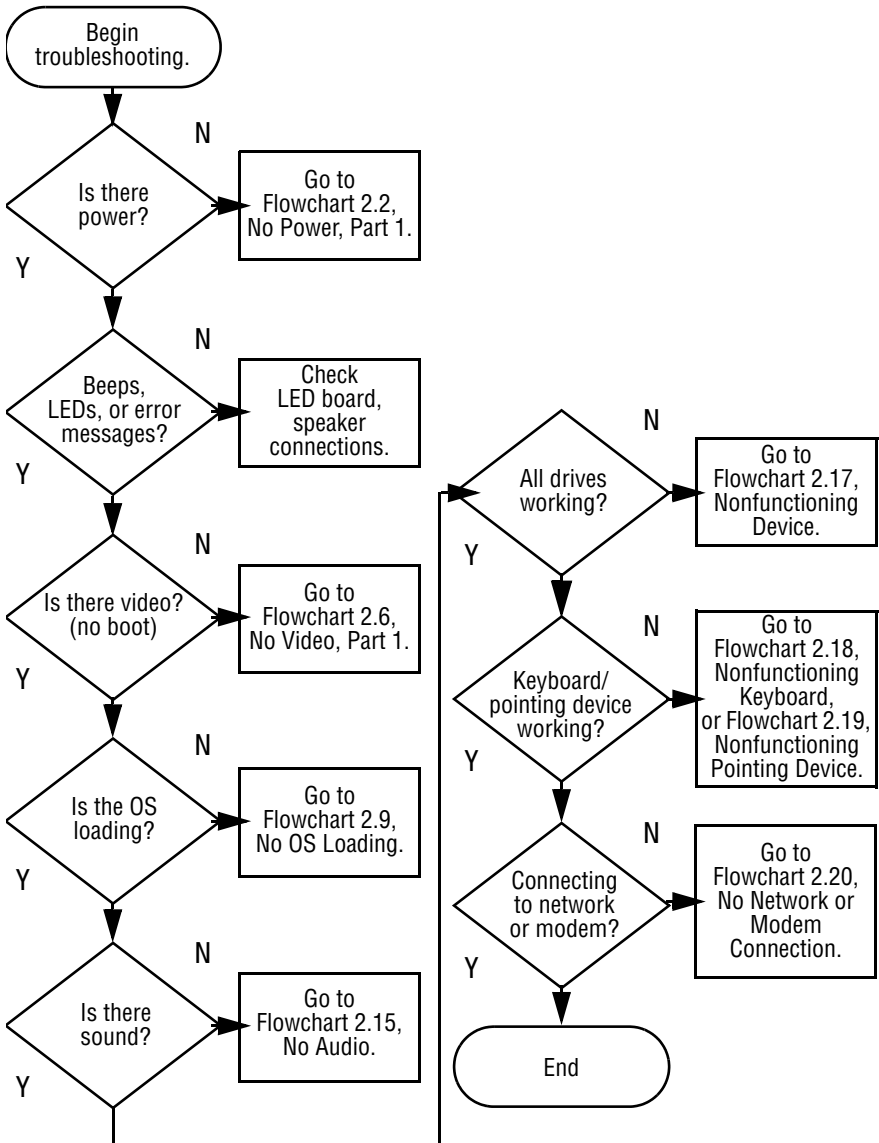 Begin
troubleshooting.
N
Is there
power?
Go to
Flowchart 2.2,
No Power, Part 1.
Y
N
Beeps,
LEDs, or error
messages?
Check
LED board,
speaker
connections.
Y
N
Is there video?
(no boot)
Go to
Flowchart 2.6,
No Video, Part 1.
Y
N
Is the OS
loading?
Go to
Flowchart 2.9,
No OS Loading.
Y
N
Is there
sound?
Go to
Flowchart 2.15,
No Audio.
Y
N
All drives
working?
Go to
Flowchart 2.17,
Nonfunctioning
Device.
Y
N
Keyboard/
pointing device
working?
Go to
Flowchart 2.18,
Nonfunctioning
Keyboard,
or Flowchart 2.19,
Nonfunctioning
Pointing Device.
Y
N
Connecting
to network
or modem?
Go to
Flowchart 2.20,
No Network or
Modem
Connection.
Y
End